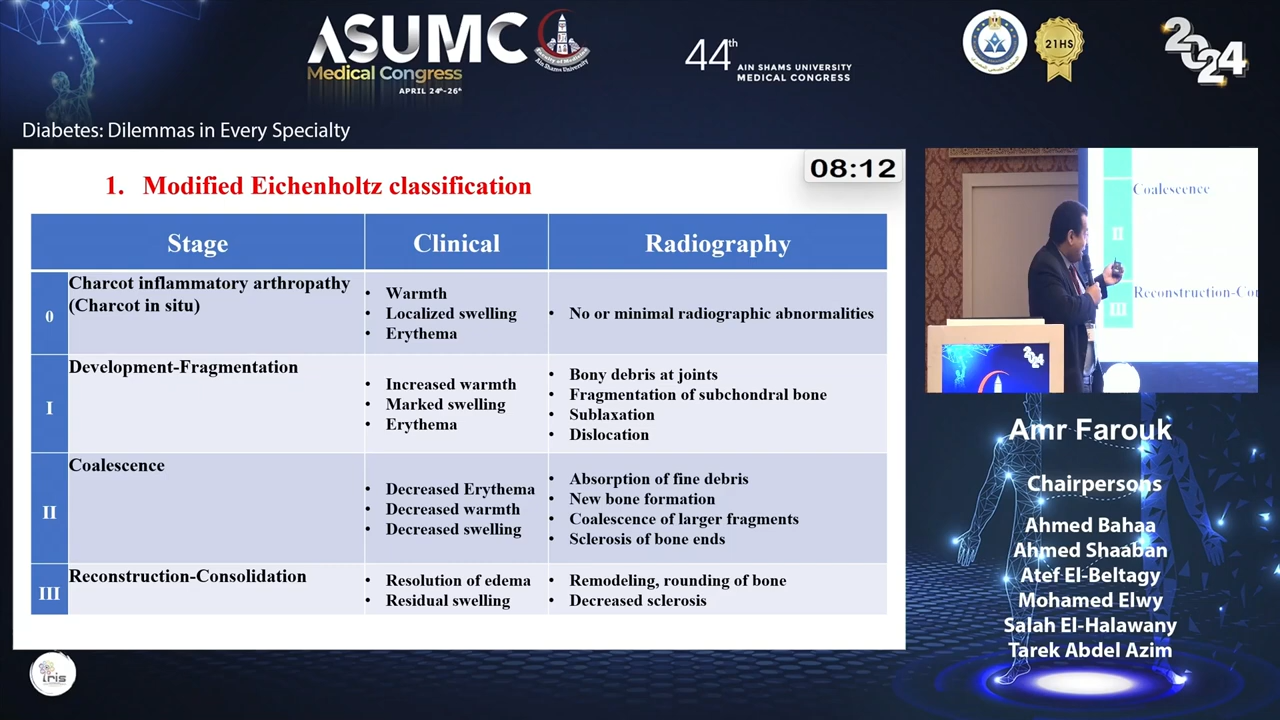 ASUMC
Medical Congress
APRIL 24th-26th
44th
AIN SHAMS UNIVERSITY
MEDICAL CONGRESS
21HS
2024
Diabetes: Dilemmas in Every Specialty
08:12
1. Modified Eichenholtz classification
Stage Clinical Radiography
0
Charcot inflammatory arthropathy
(Charcot in situ)
• Warmth
• Localized swelling
• Erythema
• No or minimal radiographic abnormalities
I
Development-Fragmentation
• Increased warmth
• Marked swelling
• Erythema
• Bony debris at joints
• Fragmentation of subchondral bone
• Sublaxation
• Dislocation
II
Coalescence
• Decreased Erythema
• Decreased warmth
• Decreased swelling
• Absorption of fine debris
• New bone formation
• Coalescence of larger fragments
• Sclerosis of bone ends
III
Reconstruction-Consolidation
• Resolution of edema
• Residual swelling
• Remodeling, rounding of bone
• Decreased sclerosis
Coalescence
II
Reconstruction-Con
III
2024
Amr Farouk
Chairpersons
Ahmed Bahaa
Ahmed Shaaban
Atef El-Beltagy
Mohamed Elwy
Salah El-Halawany
Tarek Abdel Azim
iris